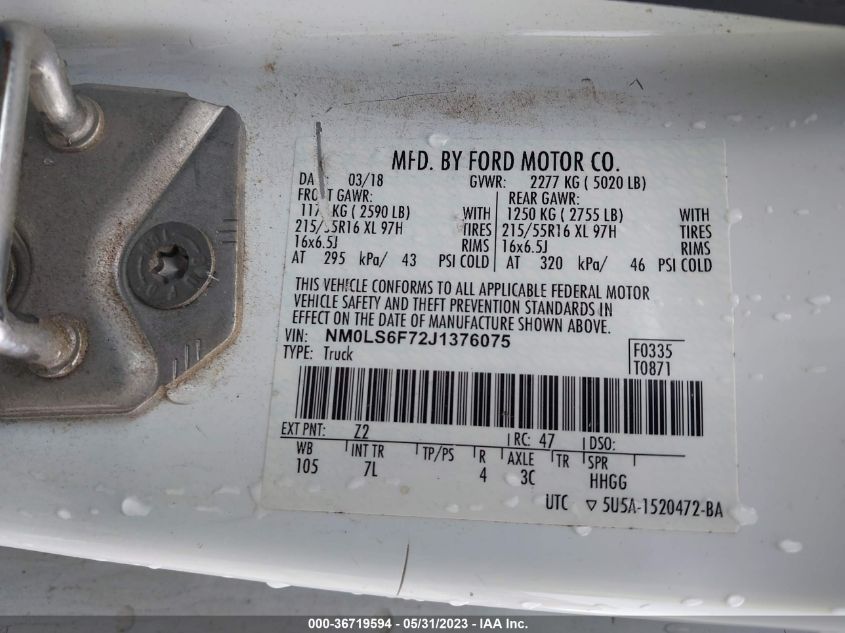 MFD. BY FORD MOTOR CO.
03/18 GVWR: 2277 KG ( 5020 LB)
FRONT GAWR: REAR GAWR:
KG ( 2590 LB) WITH 1250 KG ( 2755 LB) WITH
215/55R16 XL 97H TIRES 215/55R16 XL 97H TIRES
16x6.5J RIMS 16x6.5J RIMS
AT 295 kPa/ 43 PSI COLD AT 320 kPa/ 46 PSI COLD
THIS VEHICLE CONFORMS TO ALL APPLICABLE FEDERAL MOTOR
VEHICLE SAFETY AND THEFT PREVENTION STANDARDS IN
EFFECT ON THE DATE OF MANUFACTURE SHOWN ABOVE.
VIN: NM0LS6F72J1376075
TYPE: Truck
F0335
T0871
EXT PNT: Z2 RC: 47 DSO:
WB INT TR TP/PS R AXLE TR SPR
105 7L 4 3C HHGG
UTC ▽ 5U5A-1520472-BA
000-36719594 - 05/31/2023 - IAA Inc.